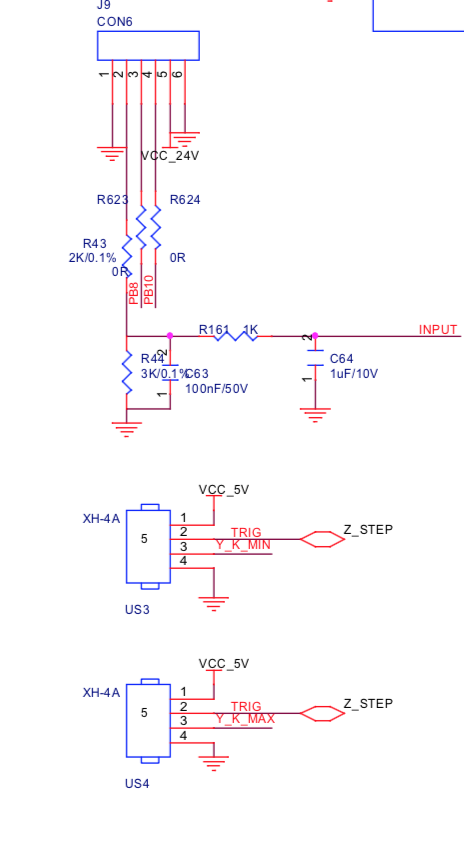 J9
CON6
1
2
3
4
5
6
VCC_24V
R623
R624
R43
2K/0.1%
0R
0R
PB8
PB10
R161 1K
INPUT
2
2
R44
3K/0.1%
C63
100nF/50V
1
C64
1uF/10V
1
VCC_5V
XH-4A
1
5
2
TRIG
Z_STEP
3
Y_K_MIN
4
US3
VCC_5V
XH-4A
1
5
2
TRIG
Z_STEP
3
Y_K_MAX
4
US4